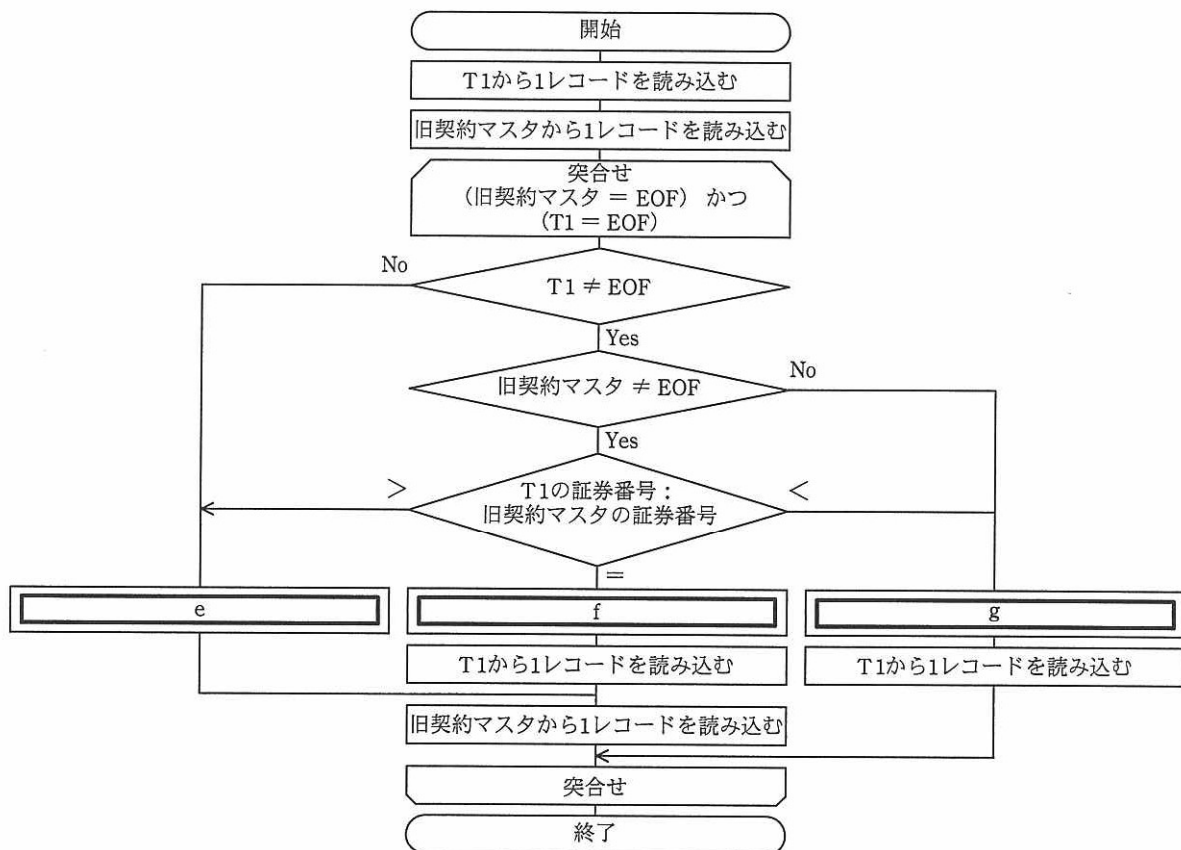 開始
T1から1レコードを読み込む
旧契約マスタから1レコードを読み込む
突合せ
(旧契約マスタ = EOF) かつ
(T1 = EOF)
No
T1 ≠ EOF
Yes
旧契約マスタ ≠ EOF
No
Yes
>
T1の証券番号:
旧契約マスタの証券番号
<
=
e
f
g
T1から1レコードを読み込む
T1から1レコードを読み込む
旧契約マスタから1レコードを読み込む
突合せ
終了